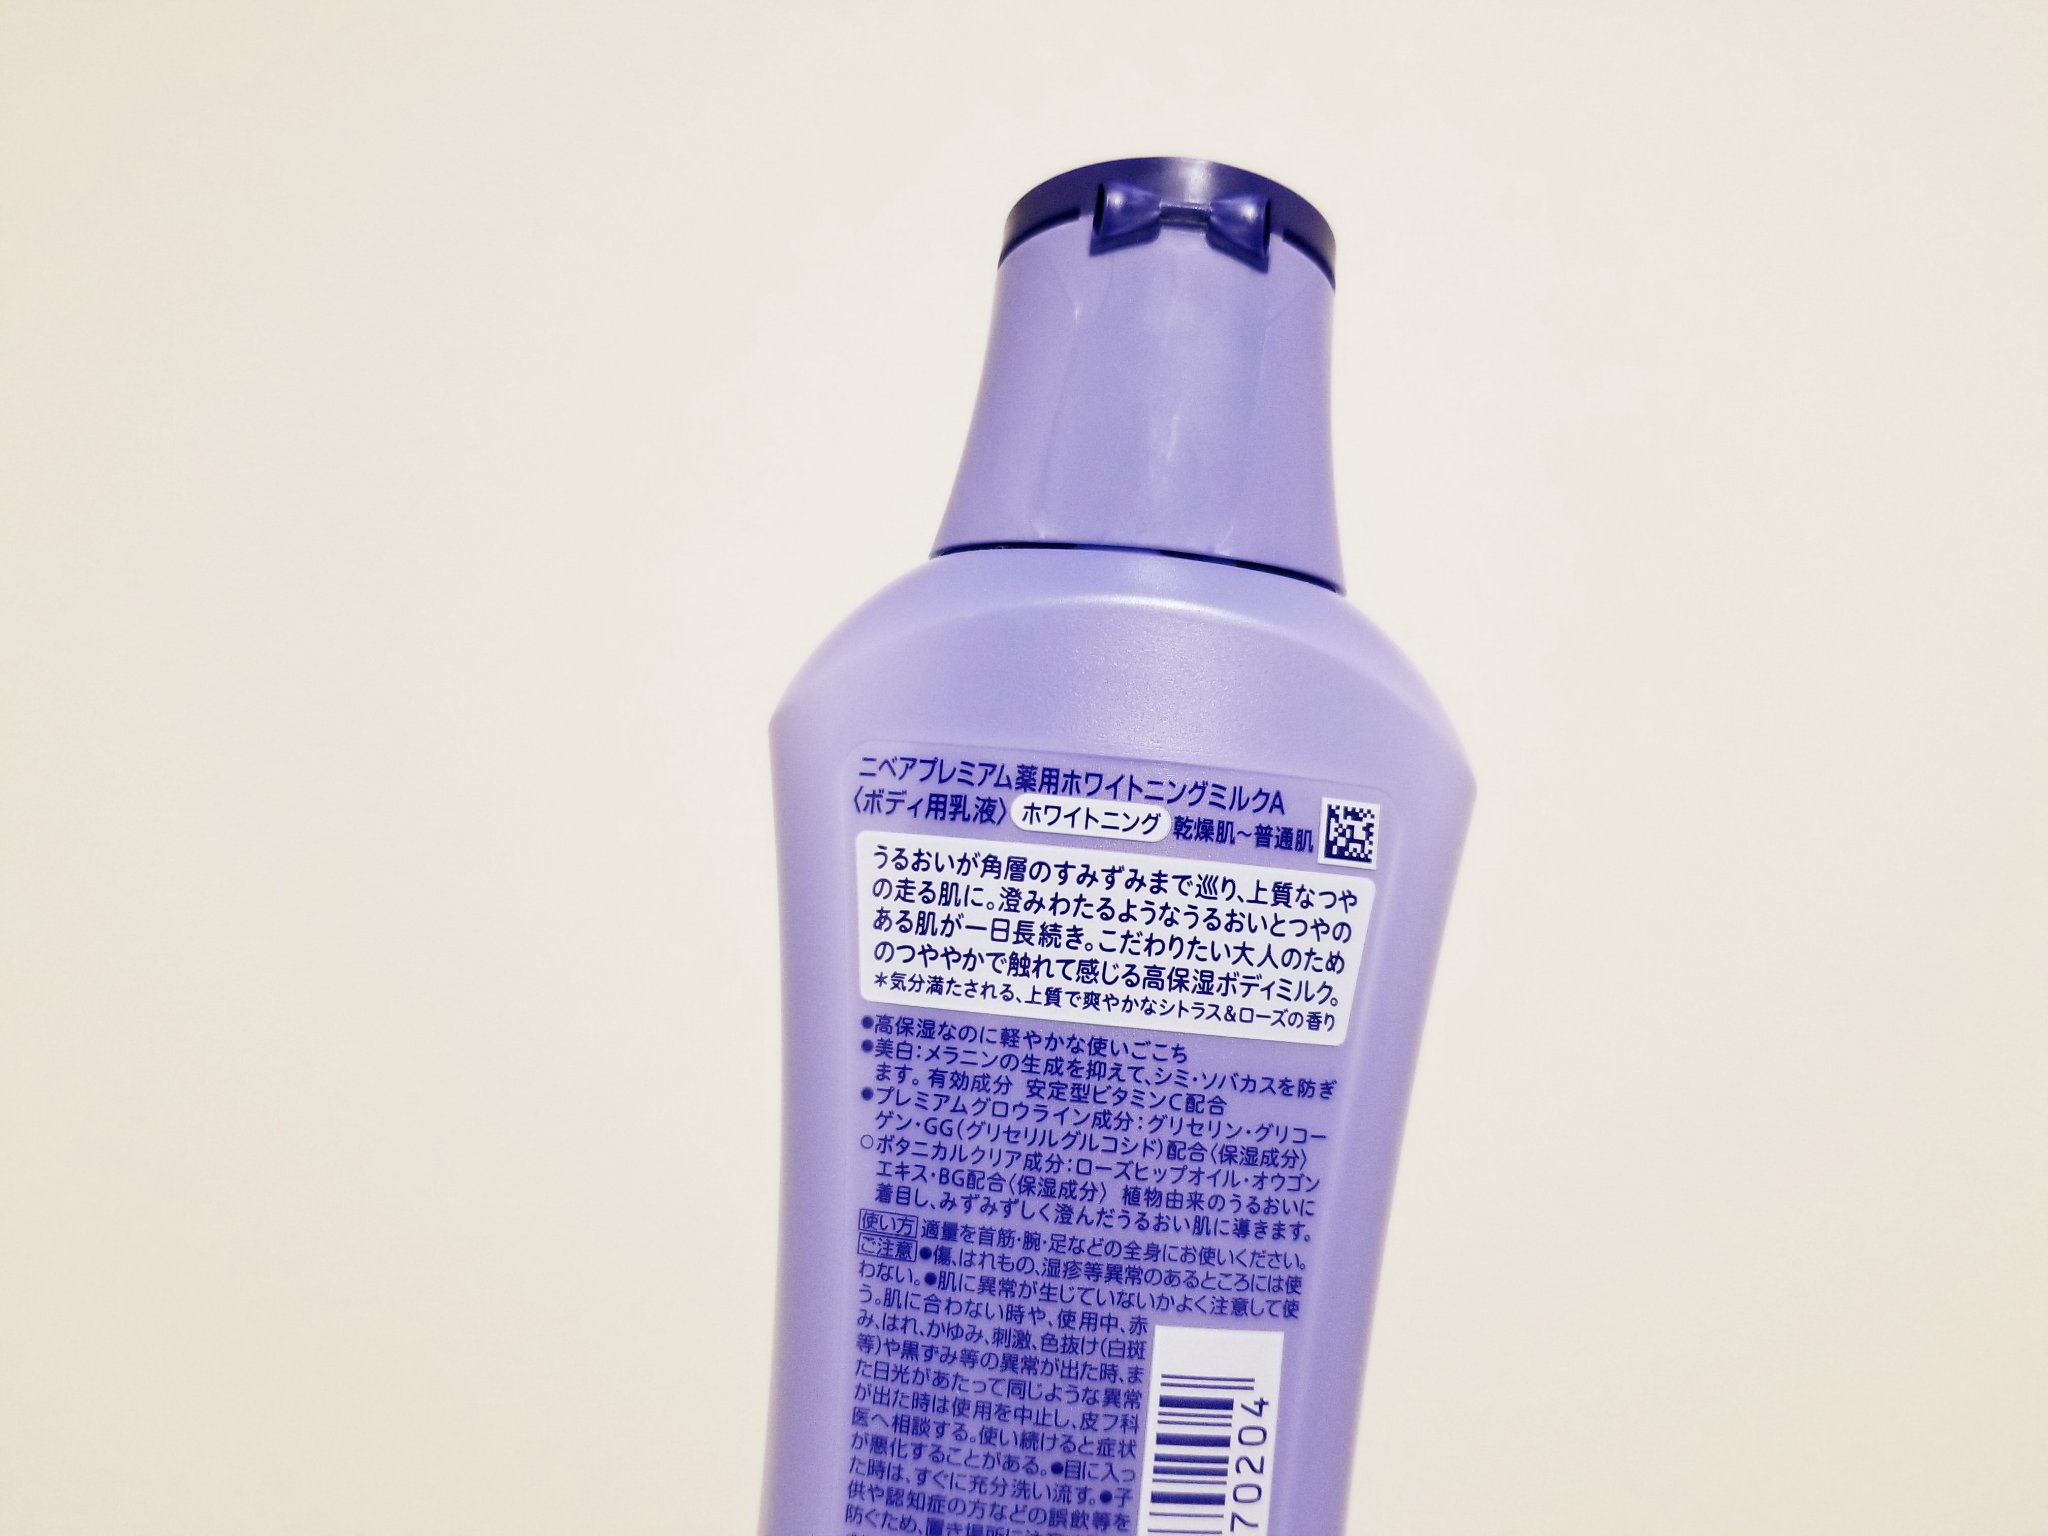 ニベアプレミアム薬用ホワイトニングミルクA
〈ボディ用乳液〉 ホワイトニング 乾燥肌~普通肌
うるおいが角層のすみずみまで巡り、上質なつや
の走る肌に。澄みわたるようなうるおいとつやの
ある肌が一日長続き。こだわりたい大人のため
のつややかで触れて感じる高保湿ボディミルク。
*気分満たされる、上質で爽やかなシトラス&ローズの香り
●高保湿なのに軽やかな使いごこち
●美白:メラニンの生成を抑えて、シミ・ソバカスを防ぎ
ます。有効成分 安定型ビタミンC配合
●プレミアムグロウライン成分:グリセリン・グリコー
ゲン・GG(グリセリルグルコシド)配合〈保湿成分〉
○ボタニカルクリア成分:ローズヒップオイル・オウゴン
エキス・BG配合〈保湿成分〉 植物由来のうるおいに
着目し、みずみずしく澄んだうるおい肌に導きます。
使い方 適量を首筋・腕・足などの全身にお使いください。
ご注意 ●傷、はれもの、湿疹等異常のあるところには使
わない。●肌に異常が生じていないかよく注意して使
う。肌に合わない時や、使用中、赤
み、はれ、かゆみ、刺激、色抜け(白斑
等)や黒ずみ等の異常が出た時、ま
た日光があたって同じような異常
が出た時は使用を中止し、皮フ科
医へ相談する。使い続けると症状
が悪化することがある。●目に入っ
た時は、すぐに充分洗い流す。●子
供や認知症の方などの誤飲等を
防ぐため、置き場所に注意
70204